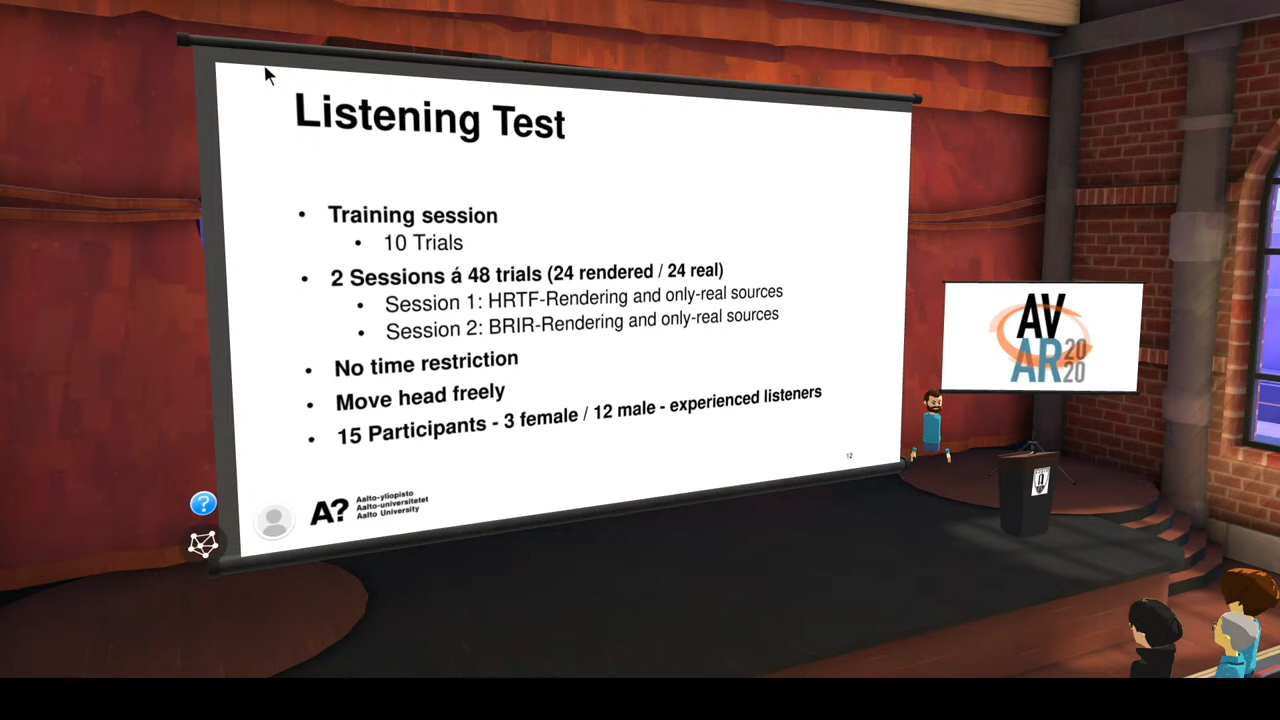 Listening Test
• Training session
• 10 Trials
• 2 Sessions á 48 trials (24 rendered / 24 real)
• Session 1: HRTF-Rendering and only-real sources
• Session 2: BRIR-Rendering and only-real sources
• No time restriction
• Move head freely
• 15 Participants - 3 female / 12 male - experienced listeners
12
A?
Aalto-yliopisto
Aalto-universitetet
Aalto University
?
AV
AR 20
20